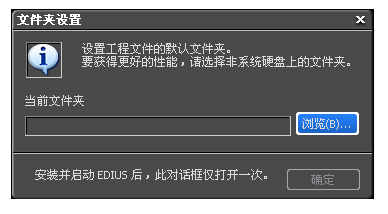 文件夹设置
设置工程文件的默认文件夹。
要获得更好的性能，请选择非系统硬盘上的文件夹。
当前文件夹
浏览(B)...
安装并启动 EDIUS 后，此对话框仅打开一次。
确定